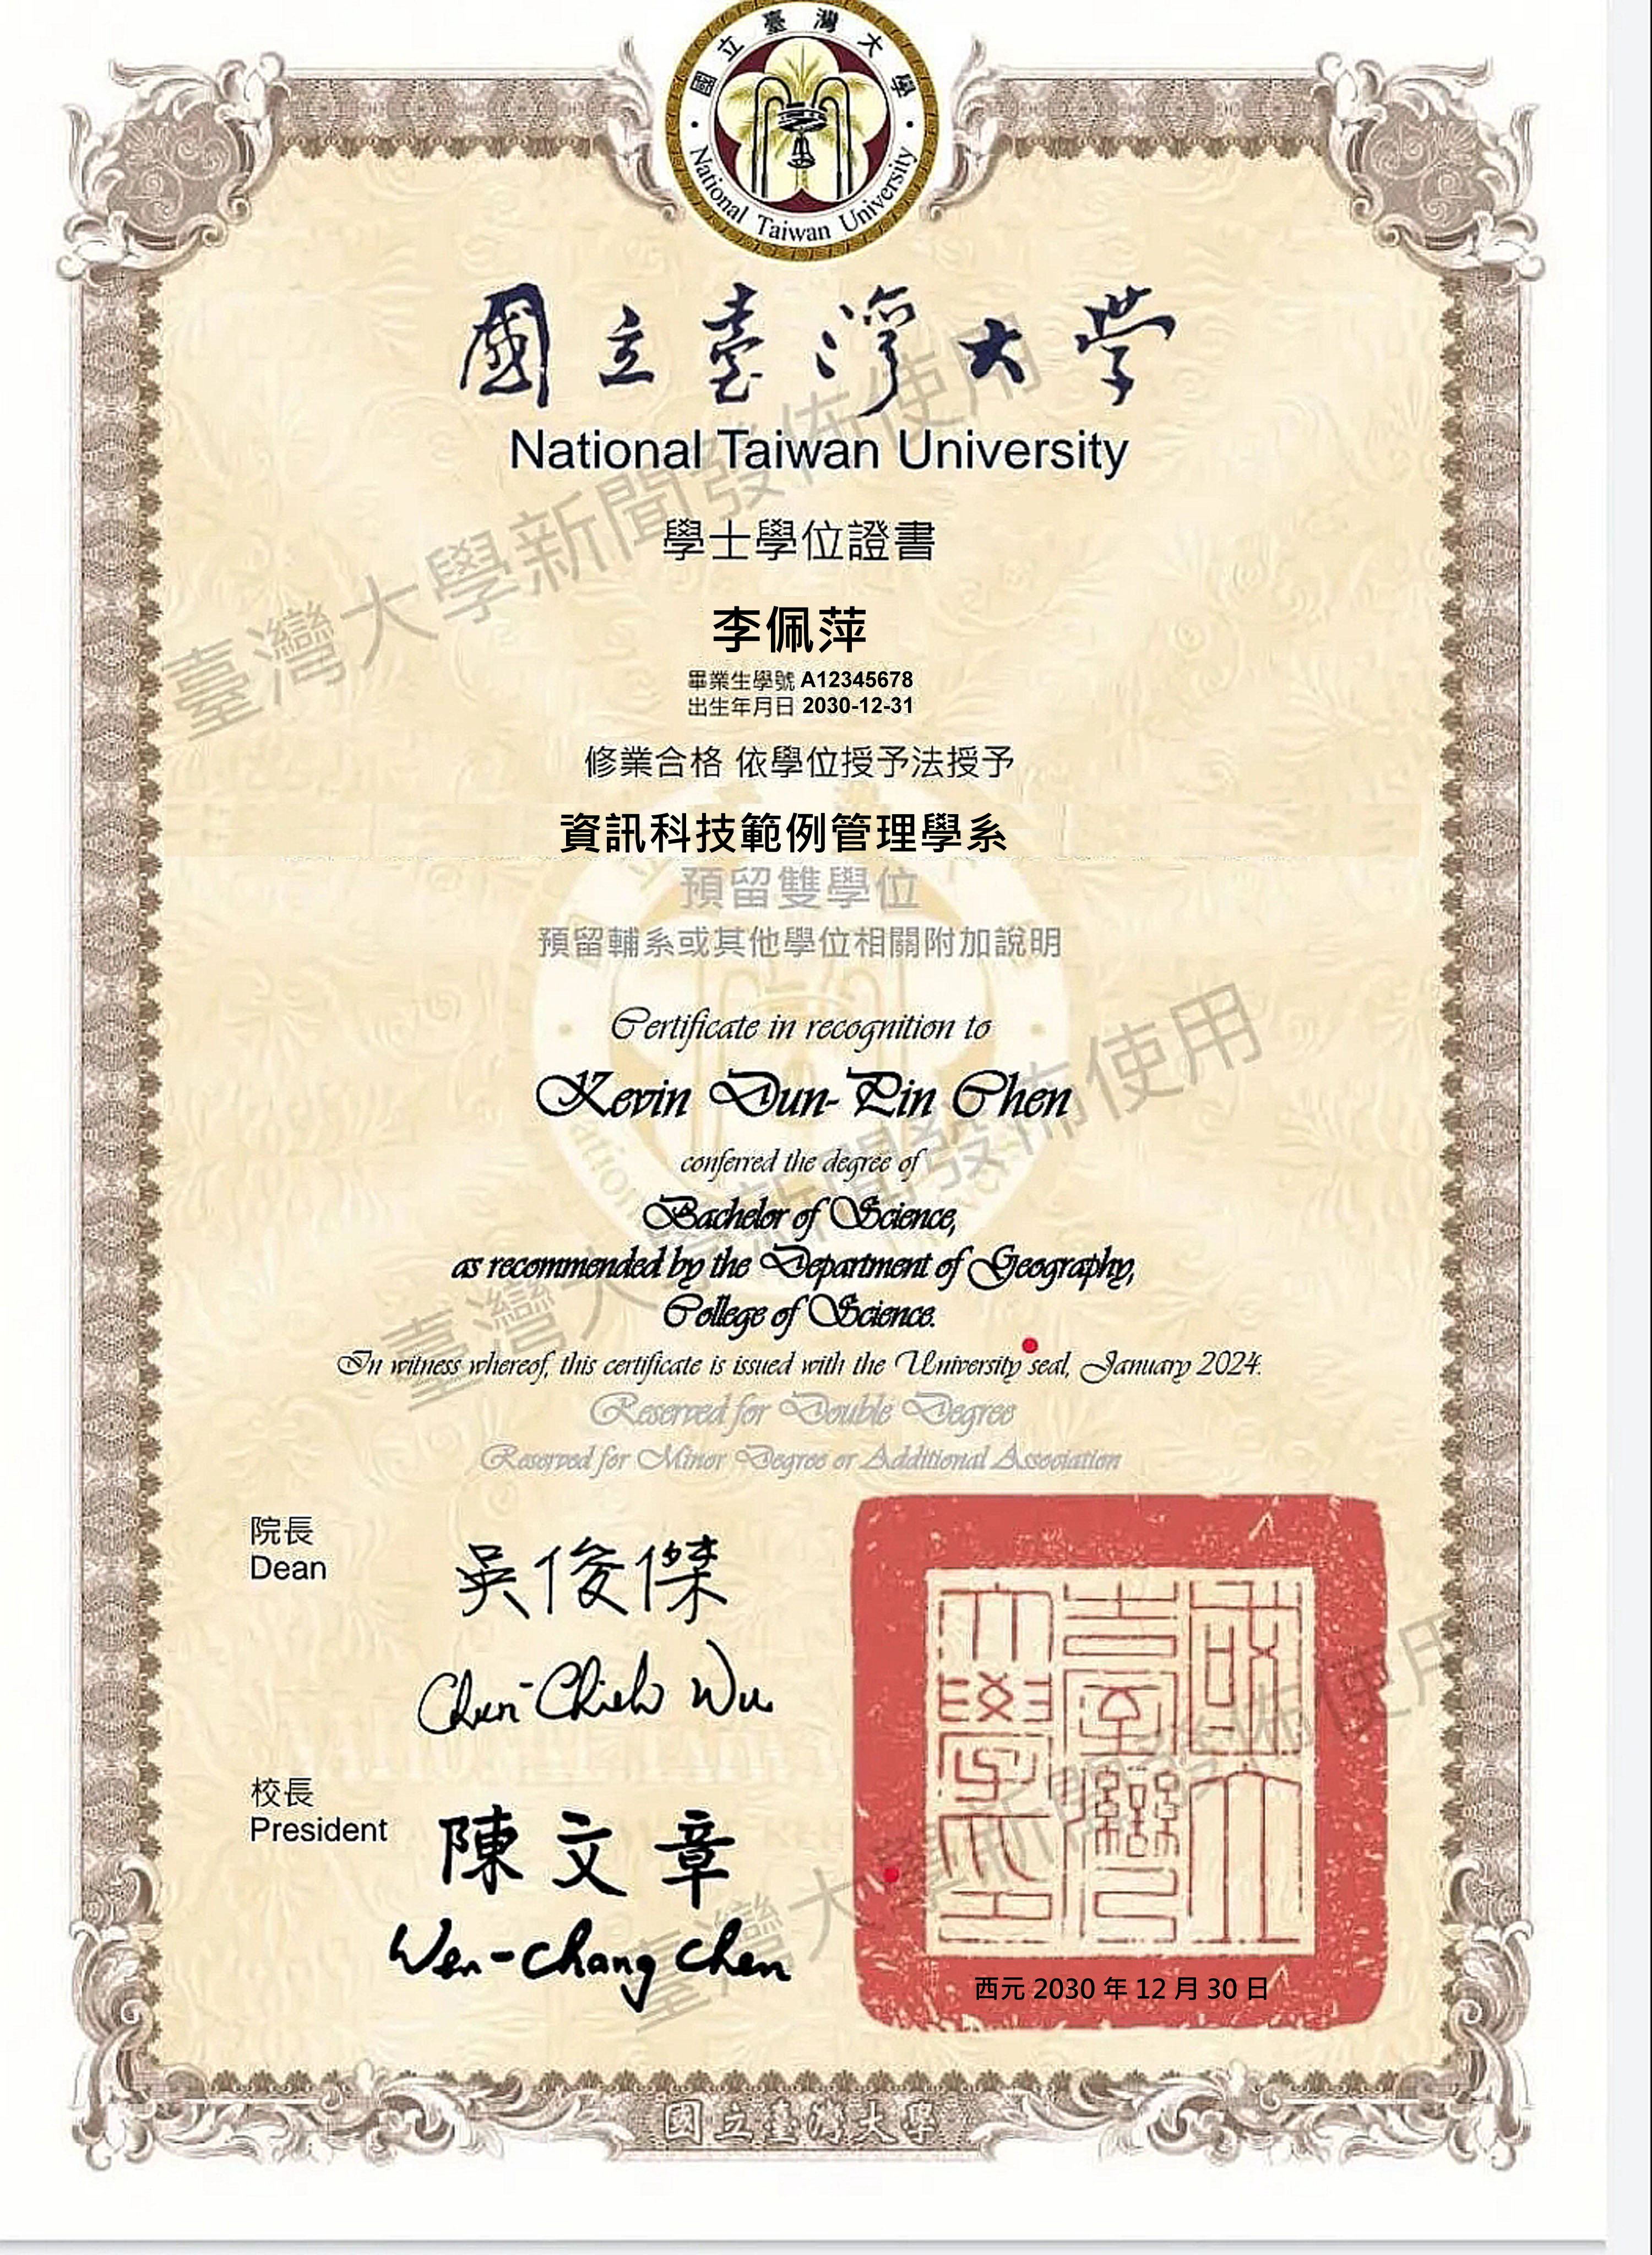 國立臺灣大學
National Taiwan University
國立臺灣大學
National Taiwan University
學士學位證書
李佩萍
畢業生學號 A12345678
出生年月日 2030-12-31
修業合格 依學位授予法授予
資訊科技範例管理學系
預留雙學位
預留輔系或其他學位相關附加說明
Certificate in recognition to
Kevin Dun-Pin Chen
conferred the degree of
Bachelor of Science,
as recommended by the Department of Geography,
College of Science.
In witness whereof, this certificate is issued with the University seal, January 2024.
Reserved for Double Degree
Reserved for Minor Degree or Additional Association
院長
Dean
吳俊傑
Chun-Chieh Wu
校長
President
陳文章
Wen-Chang Chen
國立臺灣大學印
西元 2030 年 12 月 30 日
國立臺灣大學
臺灣大學新聞發佈使用
臺灣大學新聞發佈使用
臺灣大學新聞發佈使用